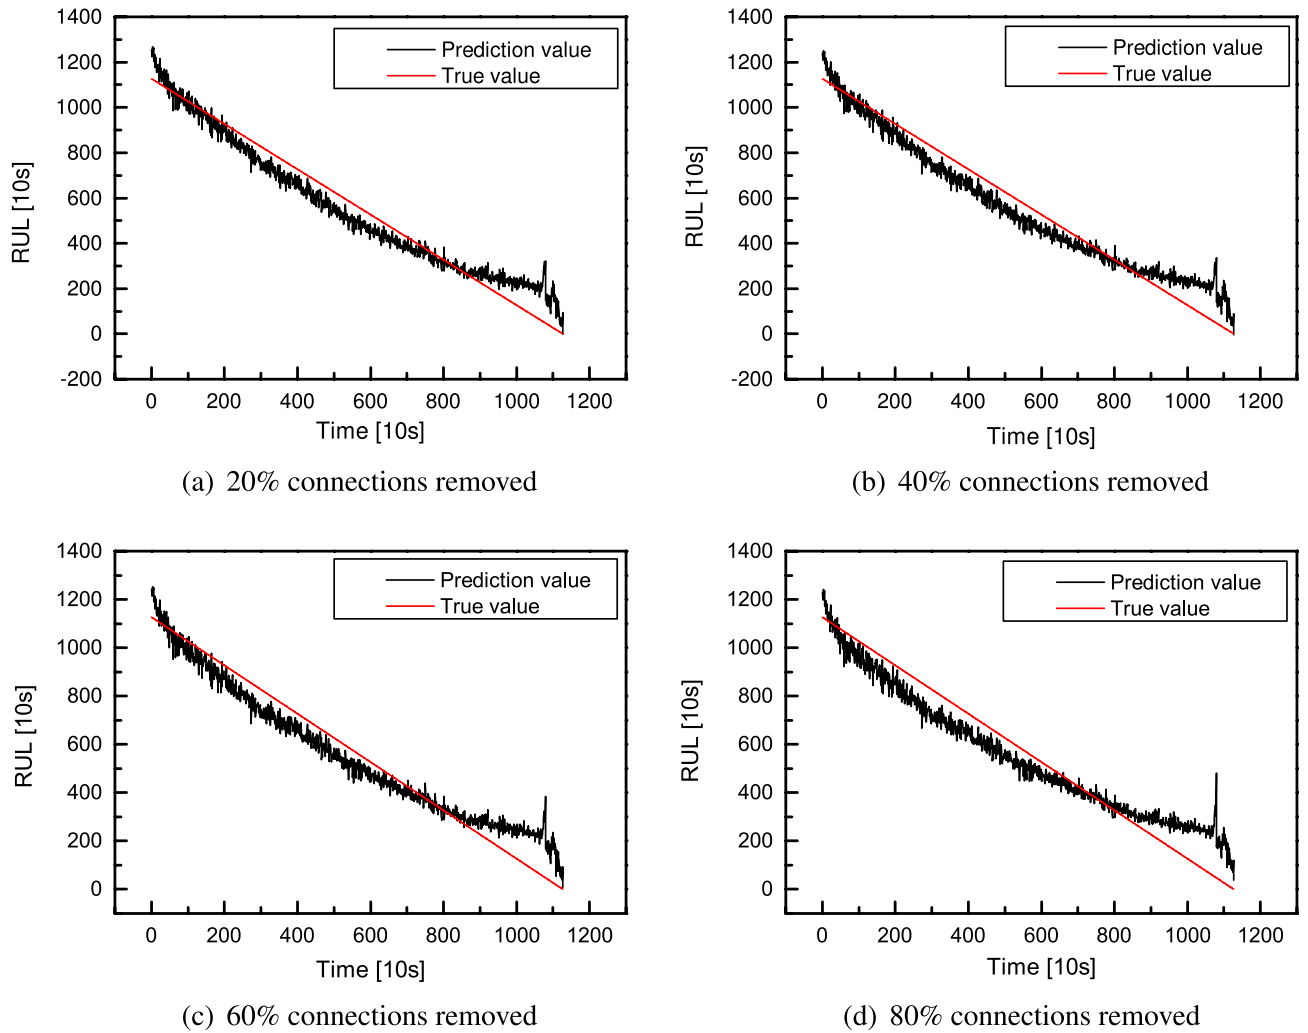 1400
1200
1000
800
600
400
200
0
-200
RUL [10s]
Prediction value
True value
0 200 400 600 800 1000 1200
Time [10s]
(a) 20% connections removed
1400
1200
1000
800
600
400
200
0
-200
RUL [10s]
Prediction value
True value
0 200 400 600 800 1000 1200
Time [10s]
(b) 40% connections removed
1400
1200
1000
800
600
400
200
0
RUL [10s]
Prediction value
True value
0 200 400 600 800 1000 1200
Time [10s]
(c) 60% connections removed
1400
1200
1000
800
600
400
200
0
RUL [10s]
Prediction value
True value
0 200 400 600 800 1000 1200
Time [10s]
(d) 80% connections removed